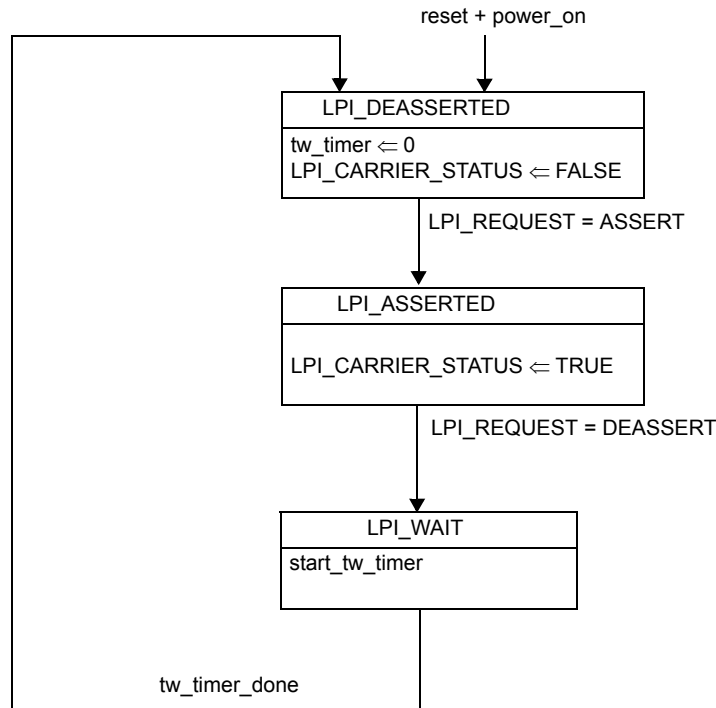 reset + power_on
LPI_DEASSERTED
tw_timer ⇐ 0
LPI_CARRIER_STATUS ⇐ FALSE
LPI_REQUEST = ASSERT
LPI_ASSERTED
LPI_CARRIER_STATUS ⇐ TRUE
LPI_REQUEST = DEASSERT
LPI_WAIT
start_tw_timer
tw_timer_done